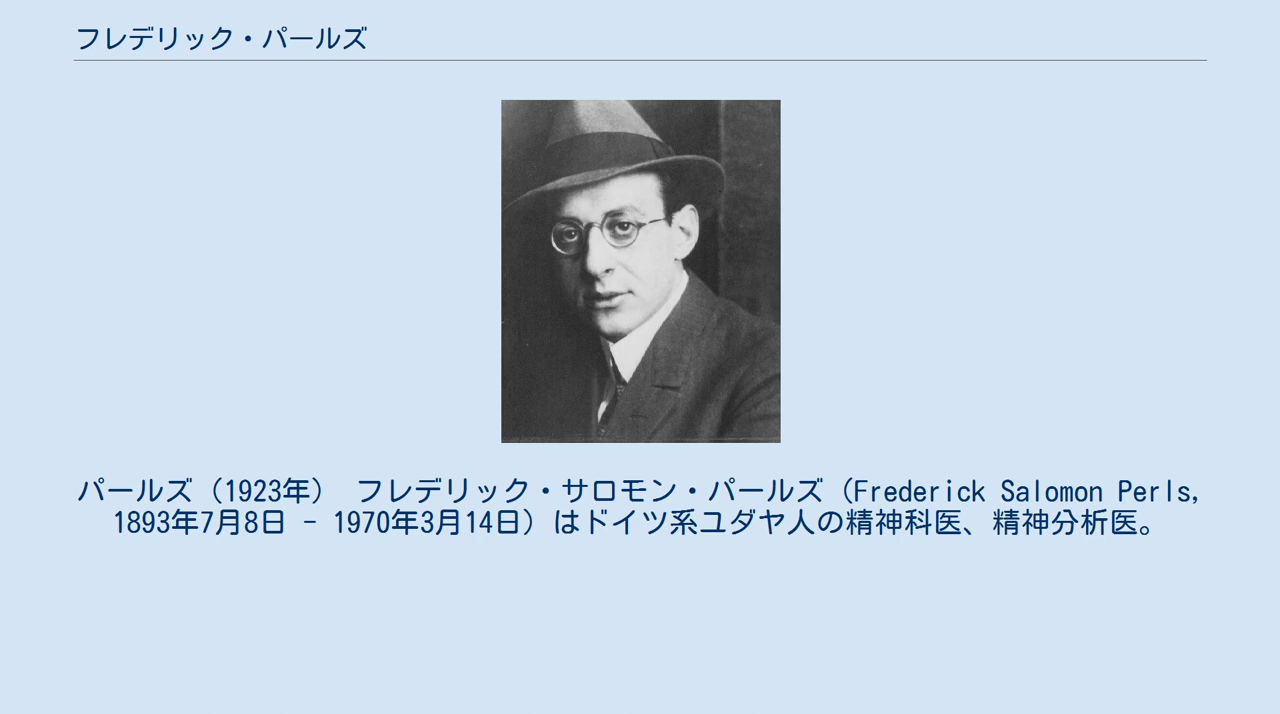 フレデリック・パールズ
パールズ（1923年）　フレデリック・サロモン・パールズ（Frederick Salomon Perls,
1893年7月8日 - 1970年3月14日）はドイツ系ユダヤ人の精神科医、精神分析医。